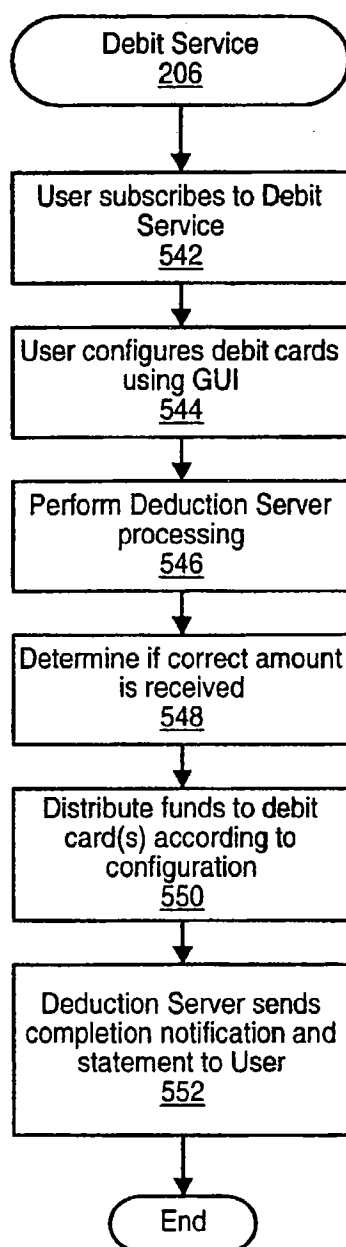 Debit Service
206
User subscribes to Debit
Service
542
User configures debit cards
using GUI
544
Perform Deduction Server
processing
546
Determine if correct amount
is received
548
Distribute funds to debit
card(s) according to
configuration
550
Deduction Server sends
completion notification and
statement to User
552
End